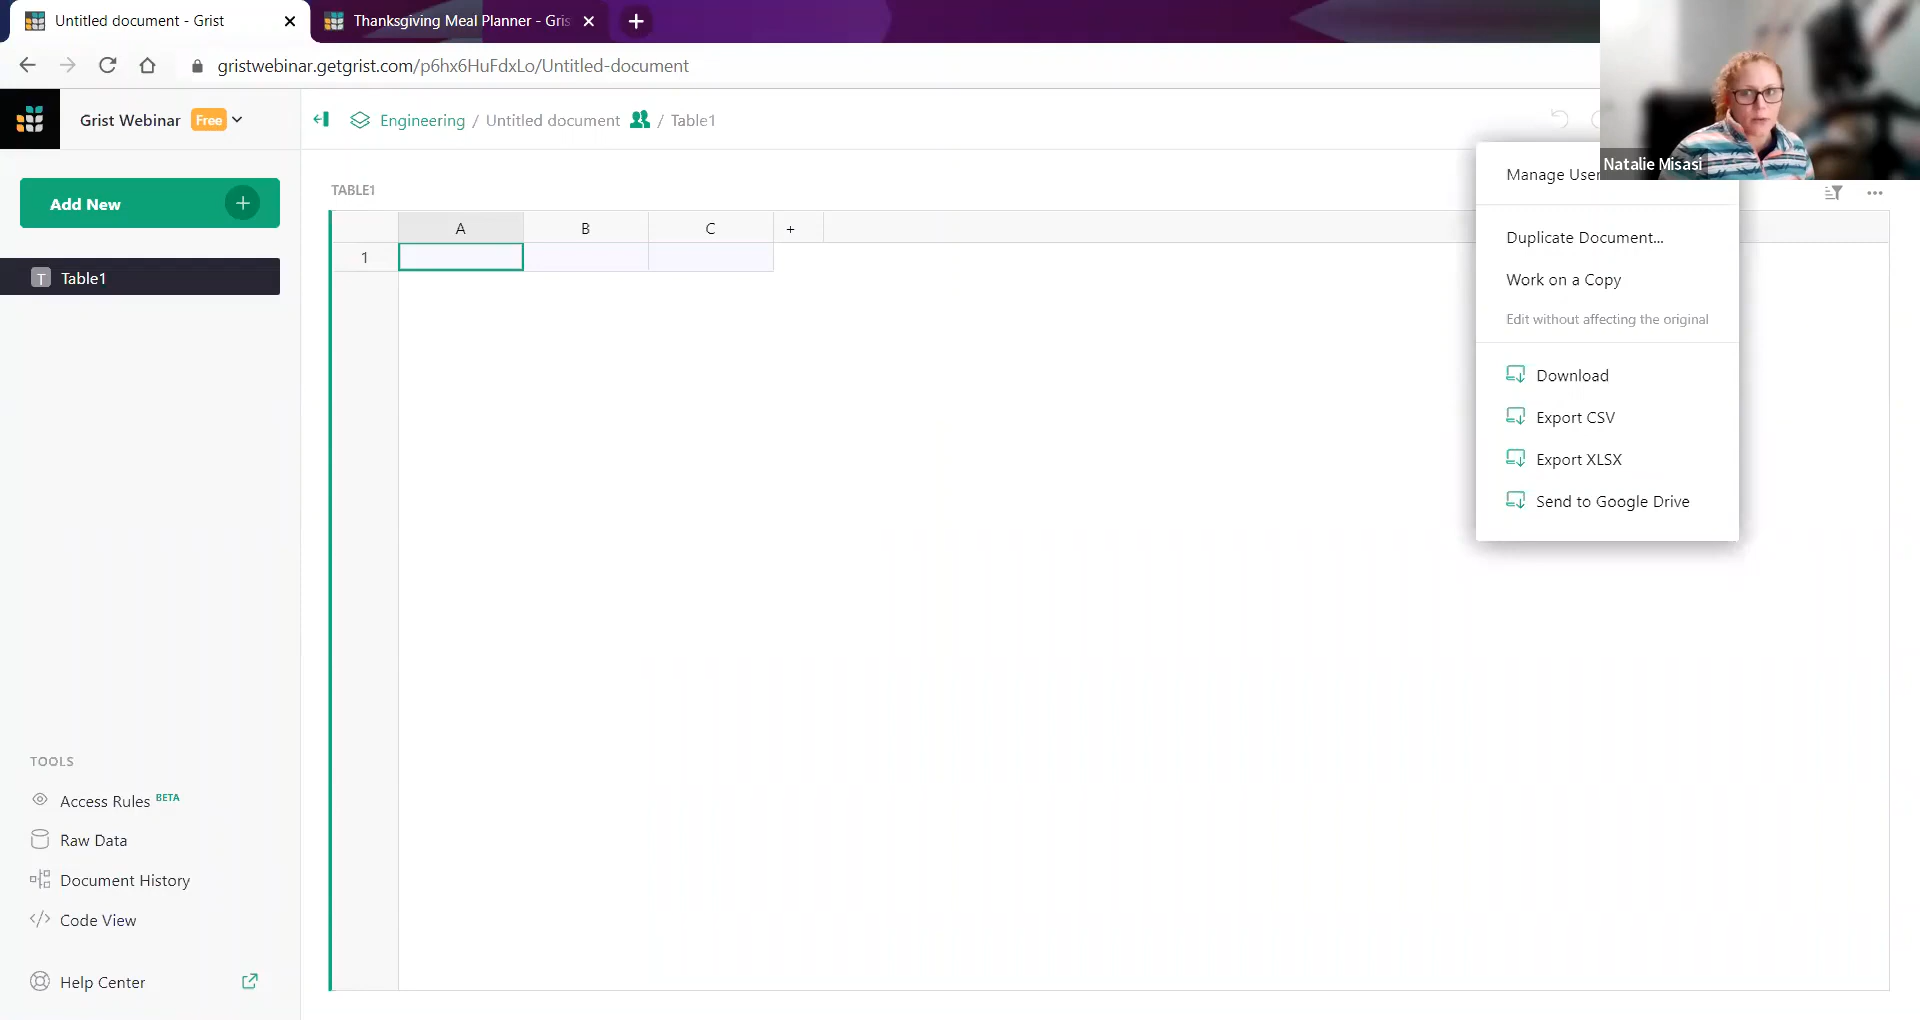 Untitled document - Grist
Thanksgiving Meal Planner - Gris
gristwebinar.getgrist.com/p6hx6HuFdxLo/Untitled-document
Grist Webinar Free
Engineering / Untitled document / Table1
Natalie Misasi
Add New +
Table1
TABLE1
A B C +
1
Manage User
Duplicate Document...
Work on a Copy
Edit without affecting the original
Download
Export CSV
Export XLSX
Send to Google Drive
TOOLS
Access Rules BETA
Raw Data
Document History
Code View
Help Center